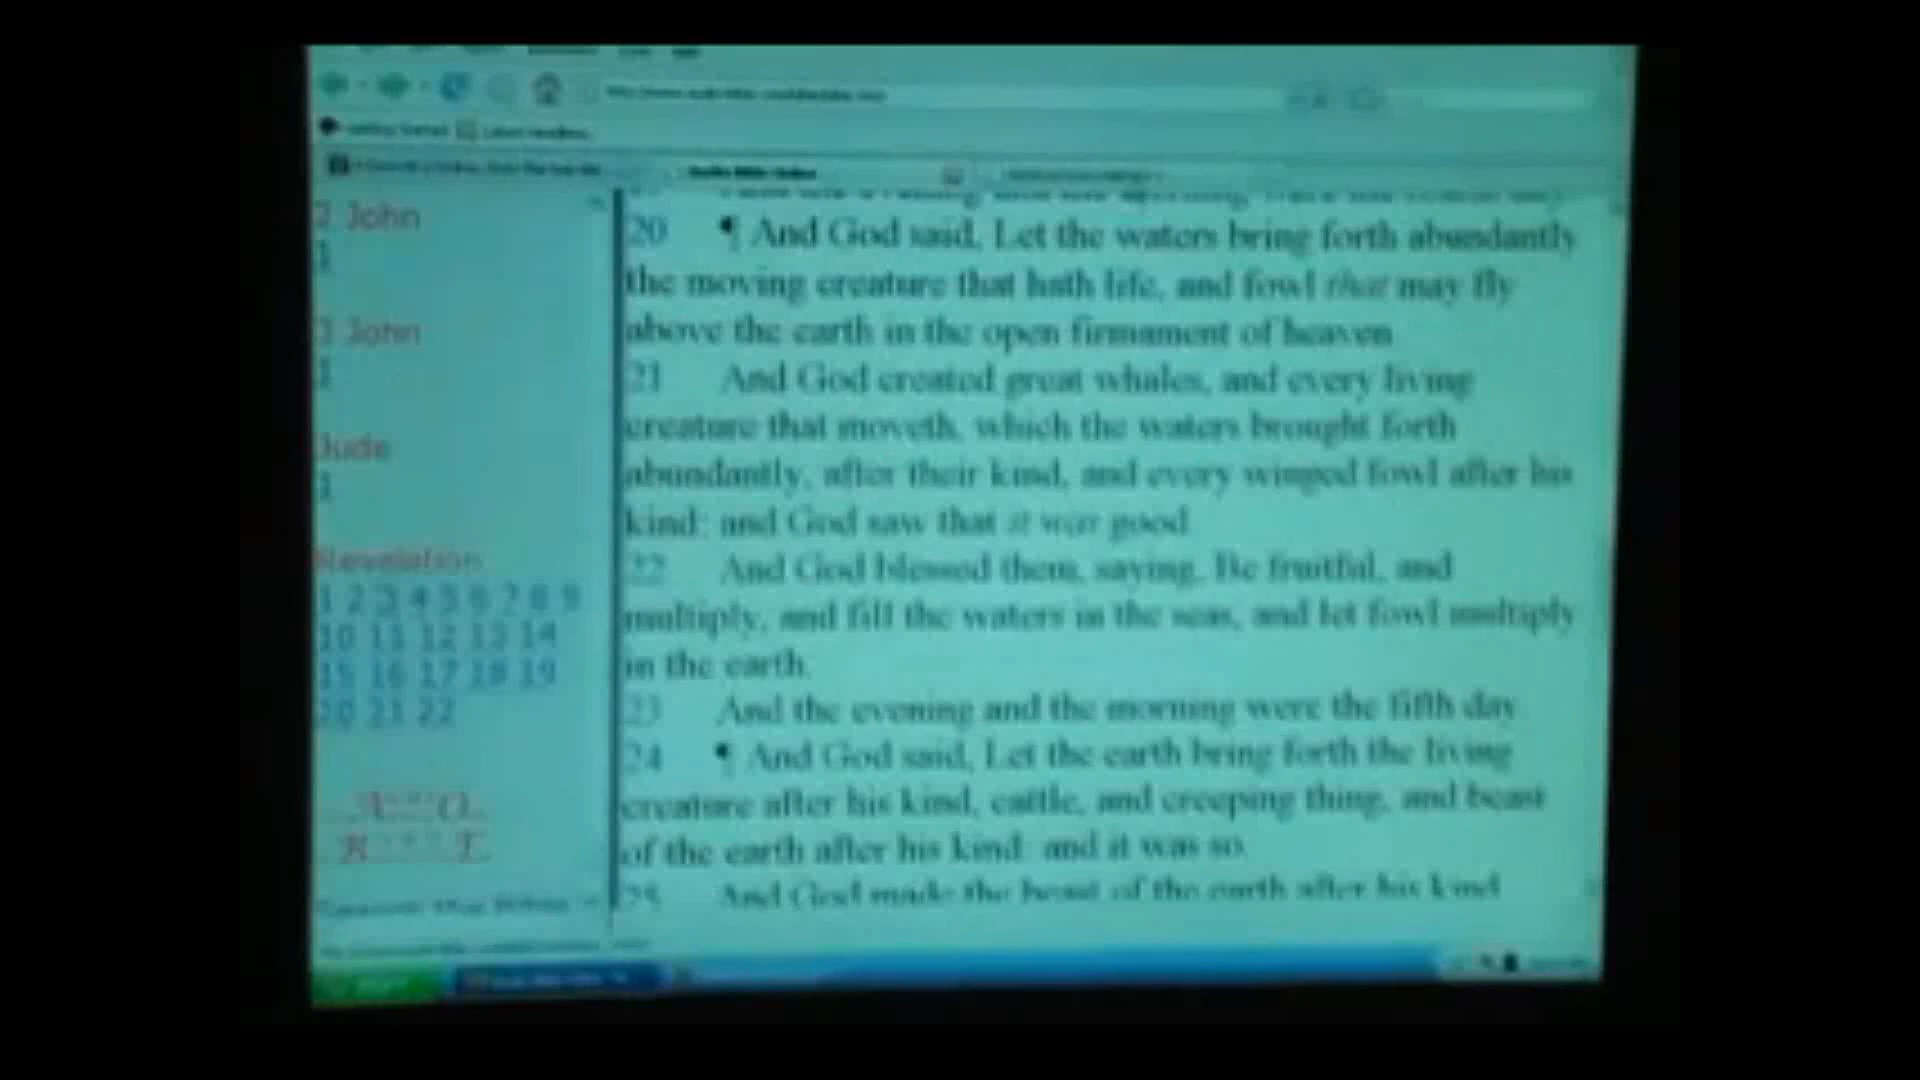 Getting Started Latest Headlines
Audio Bible Online
2 John
1
3 John
1
Jude
1
Revelation
1 2 3 4 5 6 7 8 9
10 11 12 13 14
15 16 17 18 19
20 21 22
20 ¶ And God said, Let the waters bring forth abundantly
the moving creature that hath life, and fowl that may fly
above the earth in the open firmament of heaven.
21 And God created great whales, and every living
creature that moveth, which the waters brought forth
abundantly, after their kind, and every winged fowl after his
kind: and God saw that it was good.
22 And God blessed them, saying, Be fruitful, and
multiply, and fill the waters in the seas, and let fowl multiply
in the earth.
23 And the evening and the morning were the fifth day.
24 ¶ And God said, Let the earth bring forth the living
creature after his kind, cattle, and creeping thing, and beast
of the earth after his kind: and it was so.
25 And God made the beast of the earth after his kind